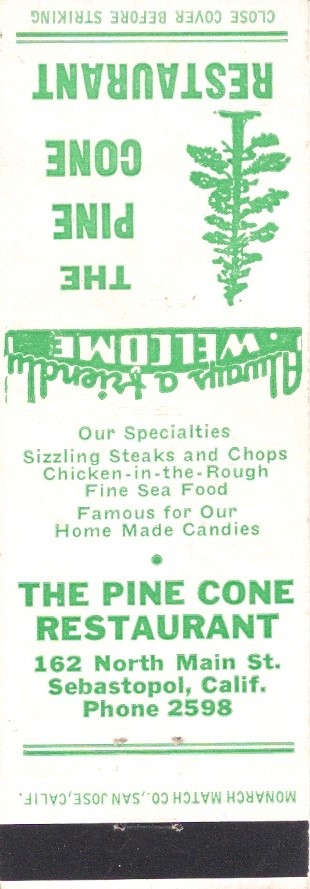 CLOSE COVER BEFORE STRIKING
THE
PINE
CONE
RESTAURANT
Always a friendly
WELCOME
Our Specialties
Sizzling Steaks and Chops
Chicken-in-the-Rough
Fine Sea Food
Famous for Our
Home Made Candies
THE PINE CONE
RESTAURANT
162 North Main St.
Sebastopol, Calif.
Phone 2598
MONARCH MATCH CO., SAN JOSE, CALIF.